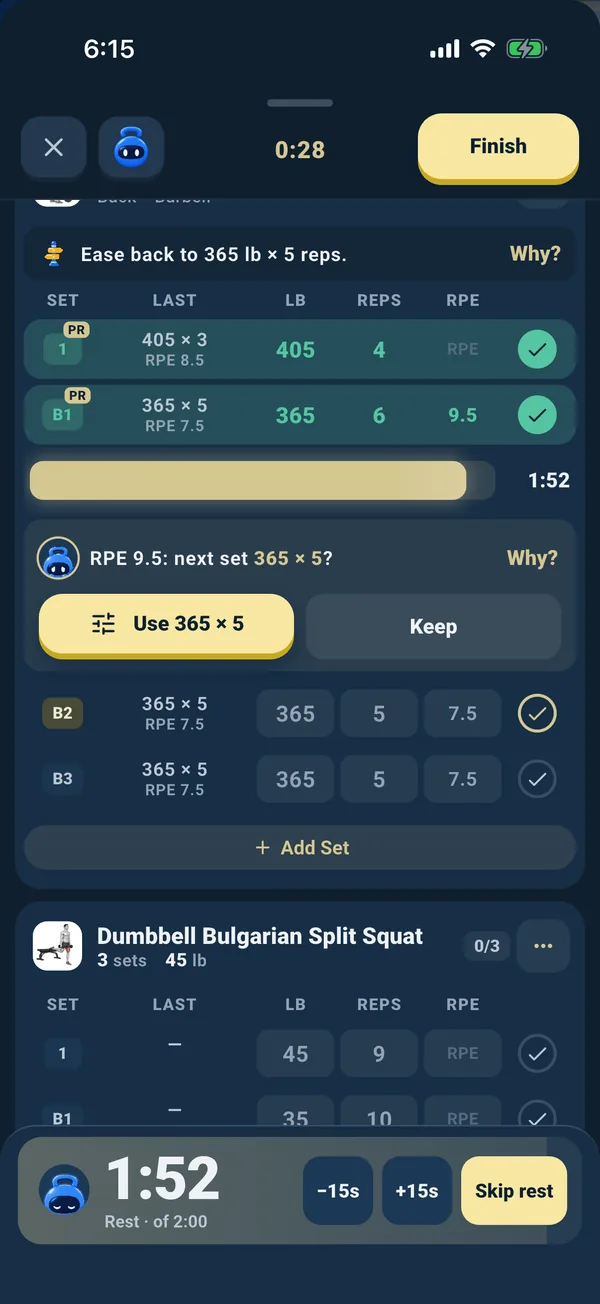 6:15
0:28
Finish
Ease back to 365 lb × 5 reps. Why?
SET LAST LB REPS RPE
PR
1 405 × 3 405 4 RPE
RPE 8.5
PR
B1 365 × 5 365 6 9.5
RPE 7.5
1:52
RPE 9.5: next set 365 × 5? Why?
Use 365 × 5 Keep
B2 365 × 5 365 5 7.5
RPE 7.5
B3 365 × 5 365 5 7.5
RPE 7.5
+ Add Set
Dumbbell Bulgarian Split Squat
3 sets 45 lb
0/3
SET LAST LB REPS RPE
1 – 45 9 RPE
B1 – 35 10 RPE
1:52
Rest · of 2:00
−15s +15s Skip rest